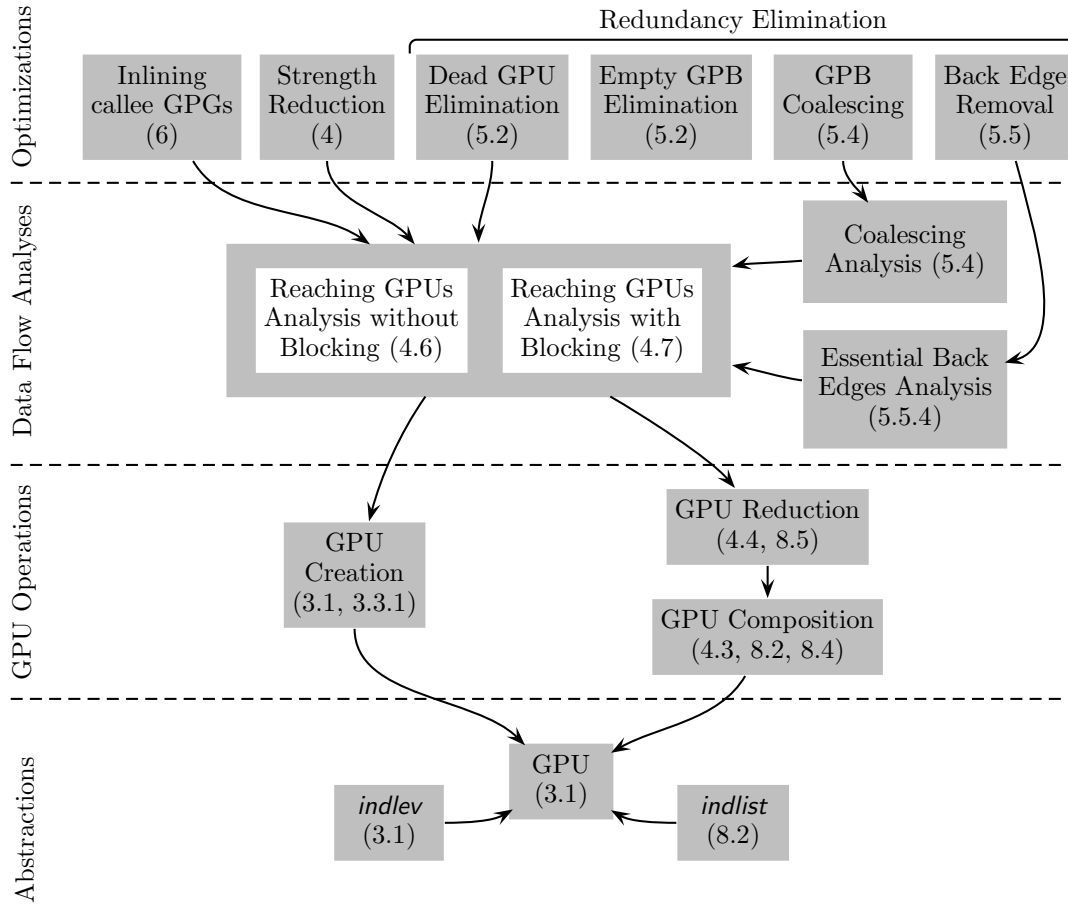 Redundancy Elimination
Optimizations
Inlining
callee GPGs
(6)
Strength
Reduction
(4)
Dead GPU
Elimination
(5.2)
Empty GPB
Elimination
(5.2)
GPB
Coalescing
(5.4)
Back Edge
Removal
(5.5)
Data Flow Analyses
Reaching GPUs
Analysis without
Blocking (4.6)
Reaching GPUs
Analysis with
Blocking (4.7)
Coalescing
Analysis (5.4)
Essential Back
Edges Analysis
(5.5.4)
GPU Operations
GPU
Creation
(3.1, 3.3.1)
GPU Reduction
(4.4, 8.5)
GPU Composition
(4.3, 8.2, 8.4)
Abstractions
GPU
(3.1)
indlev
(3.1)
indlist
(8.2)